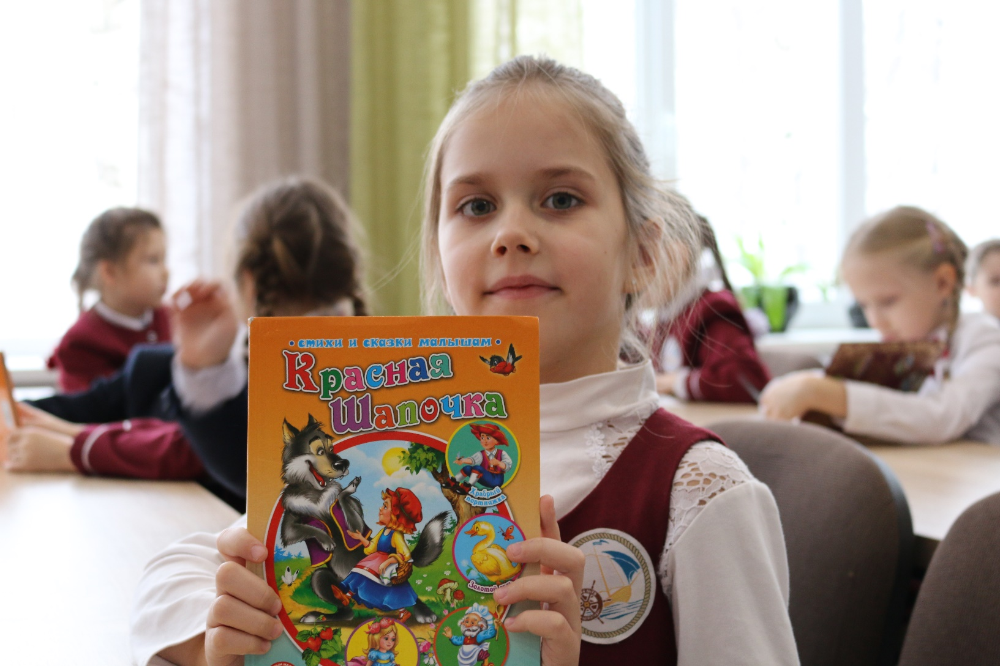 • СТИХИ И СКАЗКИ МАЛЫШАМ •
Красная
Шапочка
Храбрый
портняжка
Золотой